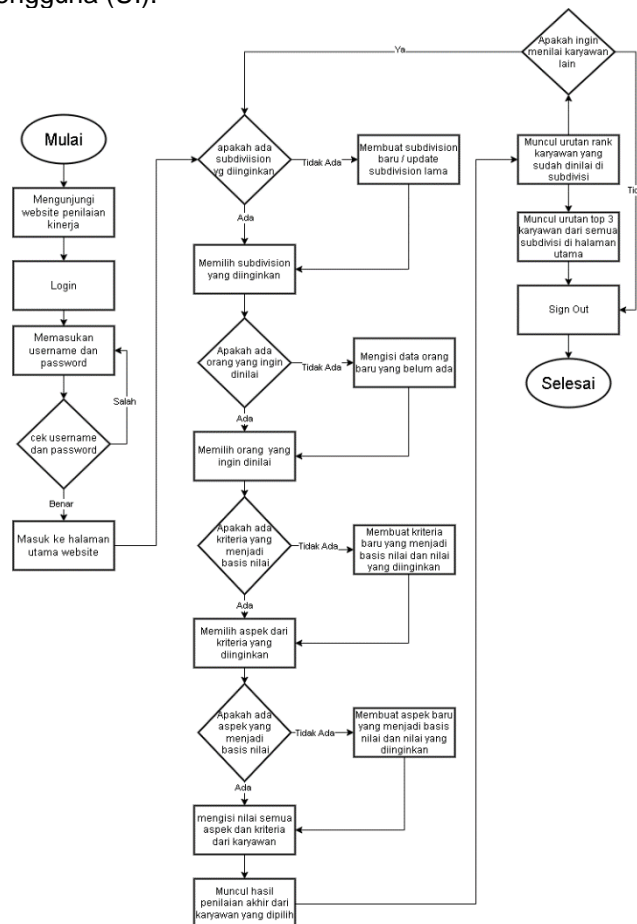 engguna (UI).
Mulai
Mengunjungi
website penilaian
kinerja
Login
Memasukan
username dan
password
Salah
cek username
dan password
Benar
Masuk ke halaman
utama website
apakah ada
subdiviision
yg diinginkan
Tidak Ada
Membuat subdivision
baru / update
subdivision lama
Ada
Memilih subdivision
yang diinginkan
Apakah ada
orang yang ingin
dinilai
Tidak Ada
Mengisi data orang
baru yang belum ada
Ada
Memilih orang yang
ingin dinilai
Apakah ada
kriteria yang
menjadi
basis nilai
Tidak Ada
Membuat kriteria
baru yang menjadi
basis nilai dan nilai
yang diinginkan
Ada
Memilih aspek dari
kriteria yang
diinginkan
Apakah ada
aspek yang
menjadi
basis nilai
Tidak Ada
Membuat aspek baru
yang menjadi basis
nilai dan nilai yang
diinginkan
Ada
mengisi nilai semua
aspek dan kriteria
dari karyawan
Muncul hasil
penilaian akhir dari
karyawan yang dipilih
Muncul urutan rank
karyawan yang
sudah dinilai di
subdivisi
Apakah ingin
menilai karyawan
lain
Ya
Tid
Muncul urutan top 3
karyawan dari semua
subdivisi di halaman
utama
Sign Out
Selesai